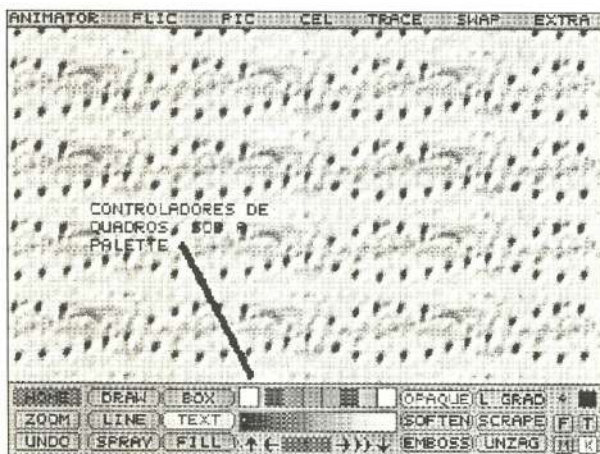 ANIMATOR FLIC PIC CEL TRACE SWAP EXTRA
CONTROLADORES DE
QUADROS SOB A
PALETTE
HOME DRAW BOX OPAQUE L GRAD
ZOOM LINE TEXT SOFTEN SCRAPE F T
UNDO SPRAY FILL EMBOSS UNZAG M K